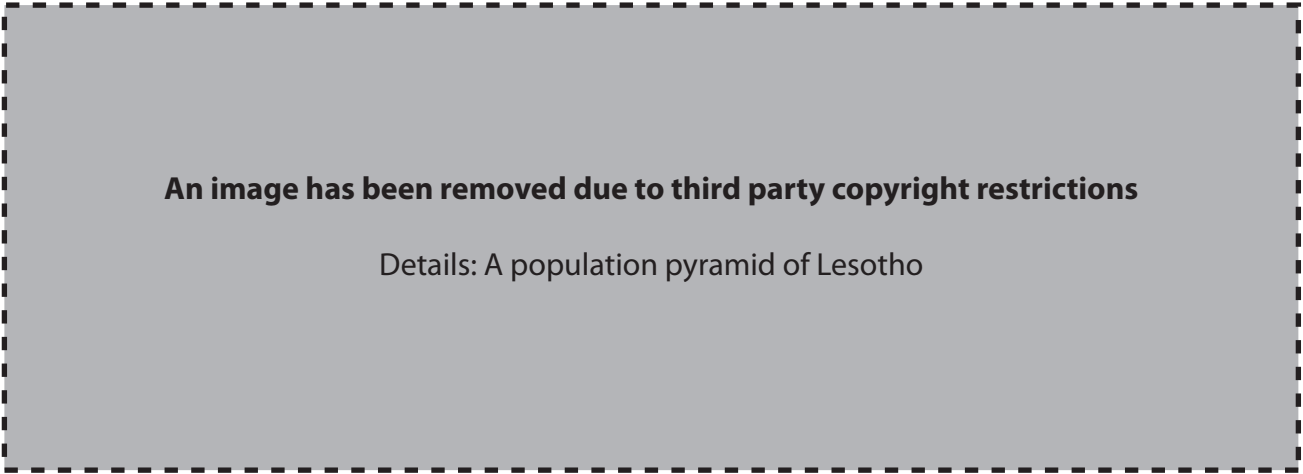 An image has been removed due to third party copyright restrictions
Details: A population pyramid of Lesotho